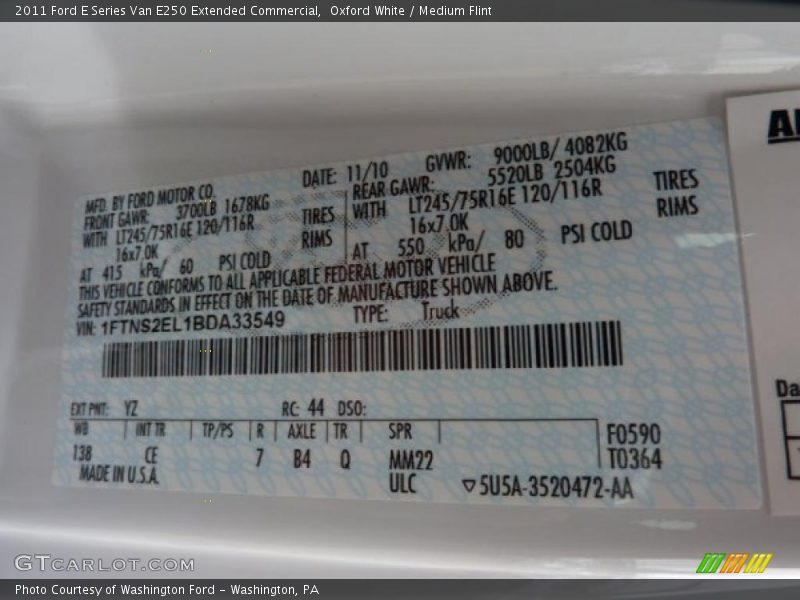 2011 Ford E Series Van E250 Extended Commercial,  Oxford White / Medium Flint
MFD. BY FORD MOTOR CO. DATE: 11/10 GVWR: 9000LB/ 4082KG
FRONT GAWR: 3700LB 1678KG REAR GAWR: 5520LB 2504KG
WITH LT245/75R16E 120/116R TIRES WITH LT245/75R16E 120/116R TIRES
16x7.0K RIMS 16x7.0K RIMS
AT 415 kPa/ 60 PSI COLD AT 550 kPa/ 80 PSI COLD
THIS VEHICLE CONFORMS TO ALL APPLICABLE FEDERAL MOTOR VEHICLE
SAFETY STANDARDS IN EFFECT ON THE DATE OF MANUFACTURE SHOWN ABOVE.
VIN: 1FTNS2EL1BDA33549 TYPE: Truck
EXT PNT: YZ RC: 44 DSO:
WB INT TR TP/PS R AXLE TR SPR F0590
138 CE 7 B4 Q MM22 T0364
MADE IN U.S.A. ULC ▽5U5A-3520472-AA
Da
GTCARLOT.COM
Photo Courtesy of Washington Ford - Washington, PA